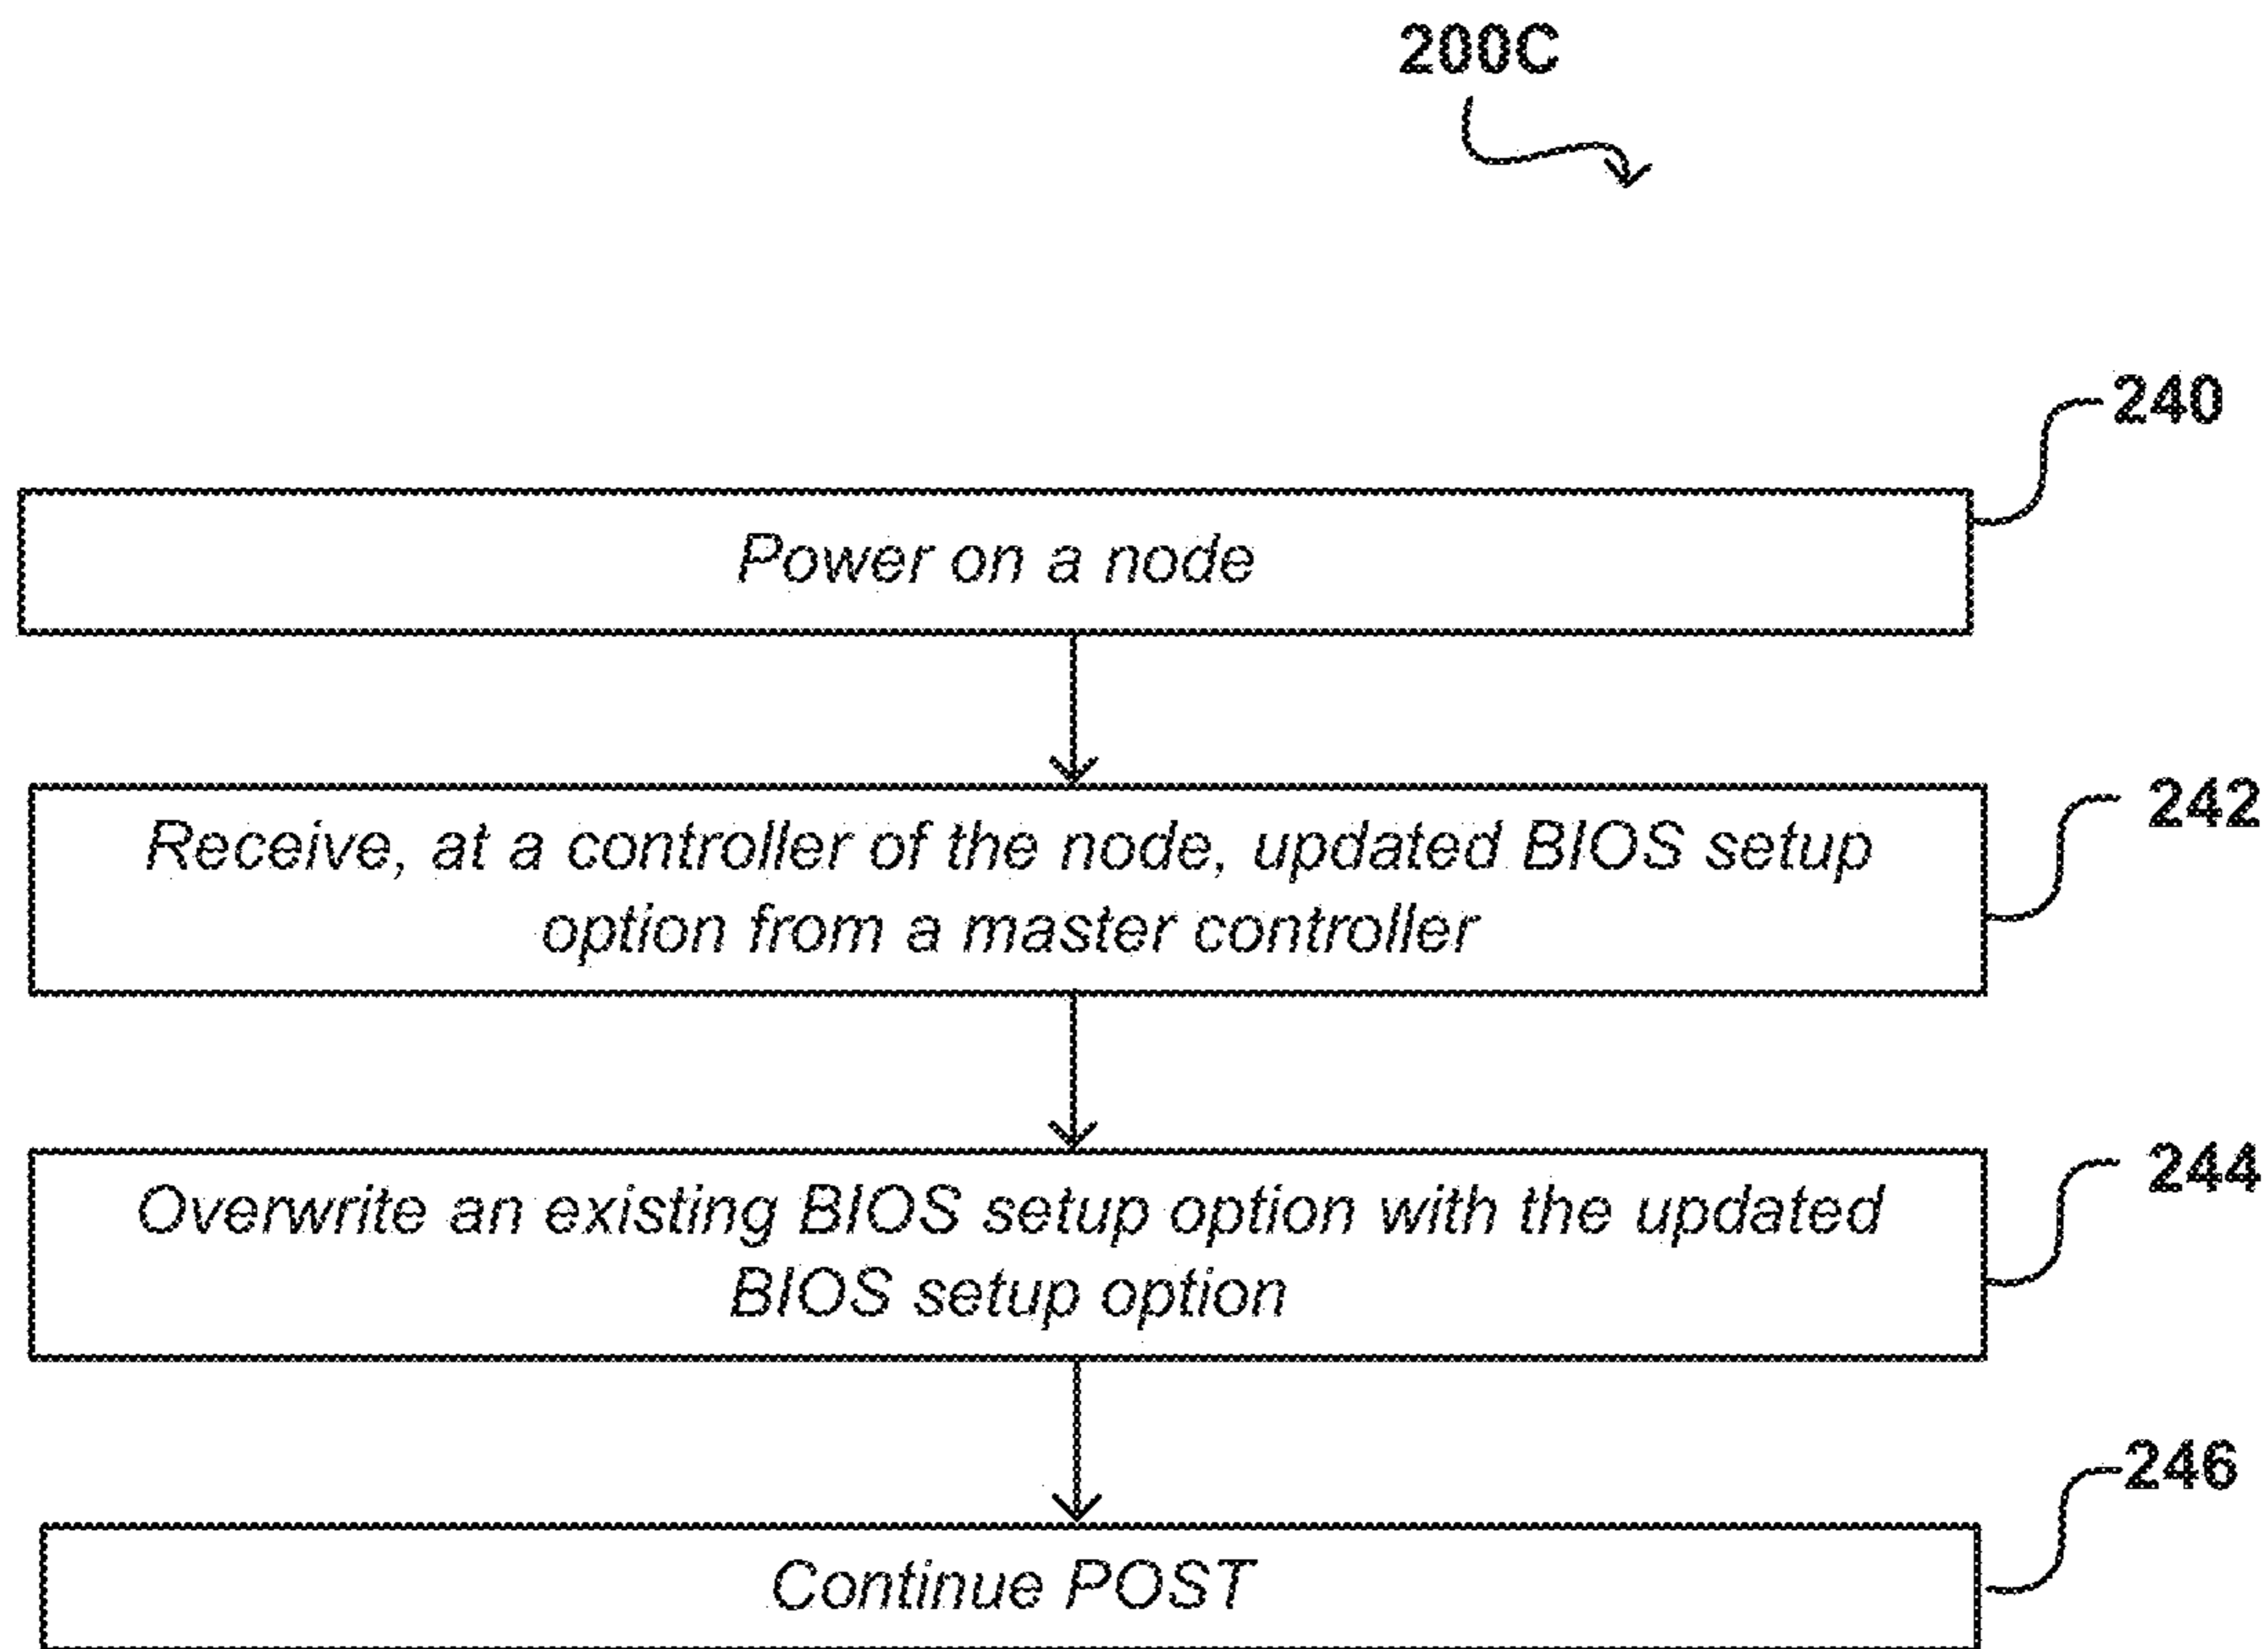 200C
240
Power on a node
242
Receive, at a controller of the node, updated BIOS setup
option from a master controller
244
Overwrite an existing BIOS setup option with the updated
BIOS setup option
246
Continue POST